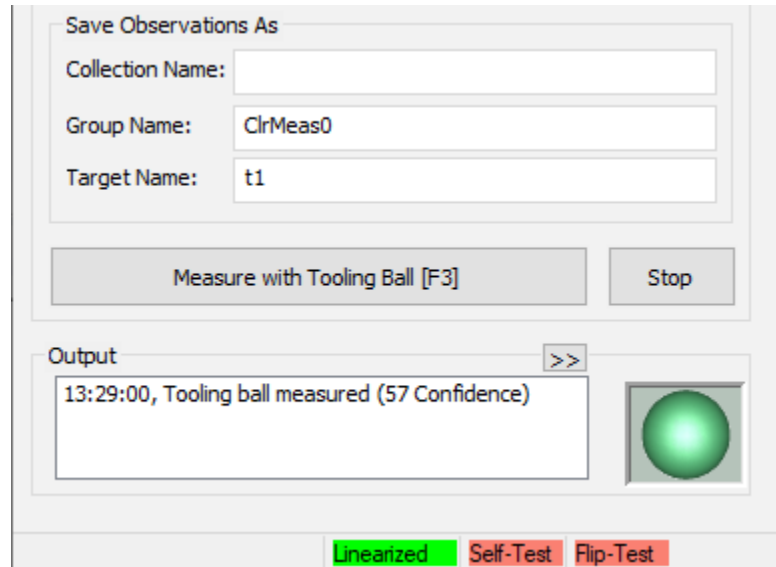 Save Observations As
Collection Name:
Group Name: ClrMeas0
Target Name: t1
Measure with Tooling Ball [F3] Stop
Output >>
13:29:00, Tooling ball measured (57 Confidence)
Linearized Self-Test Flip-Test